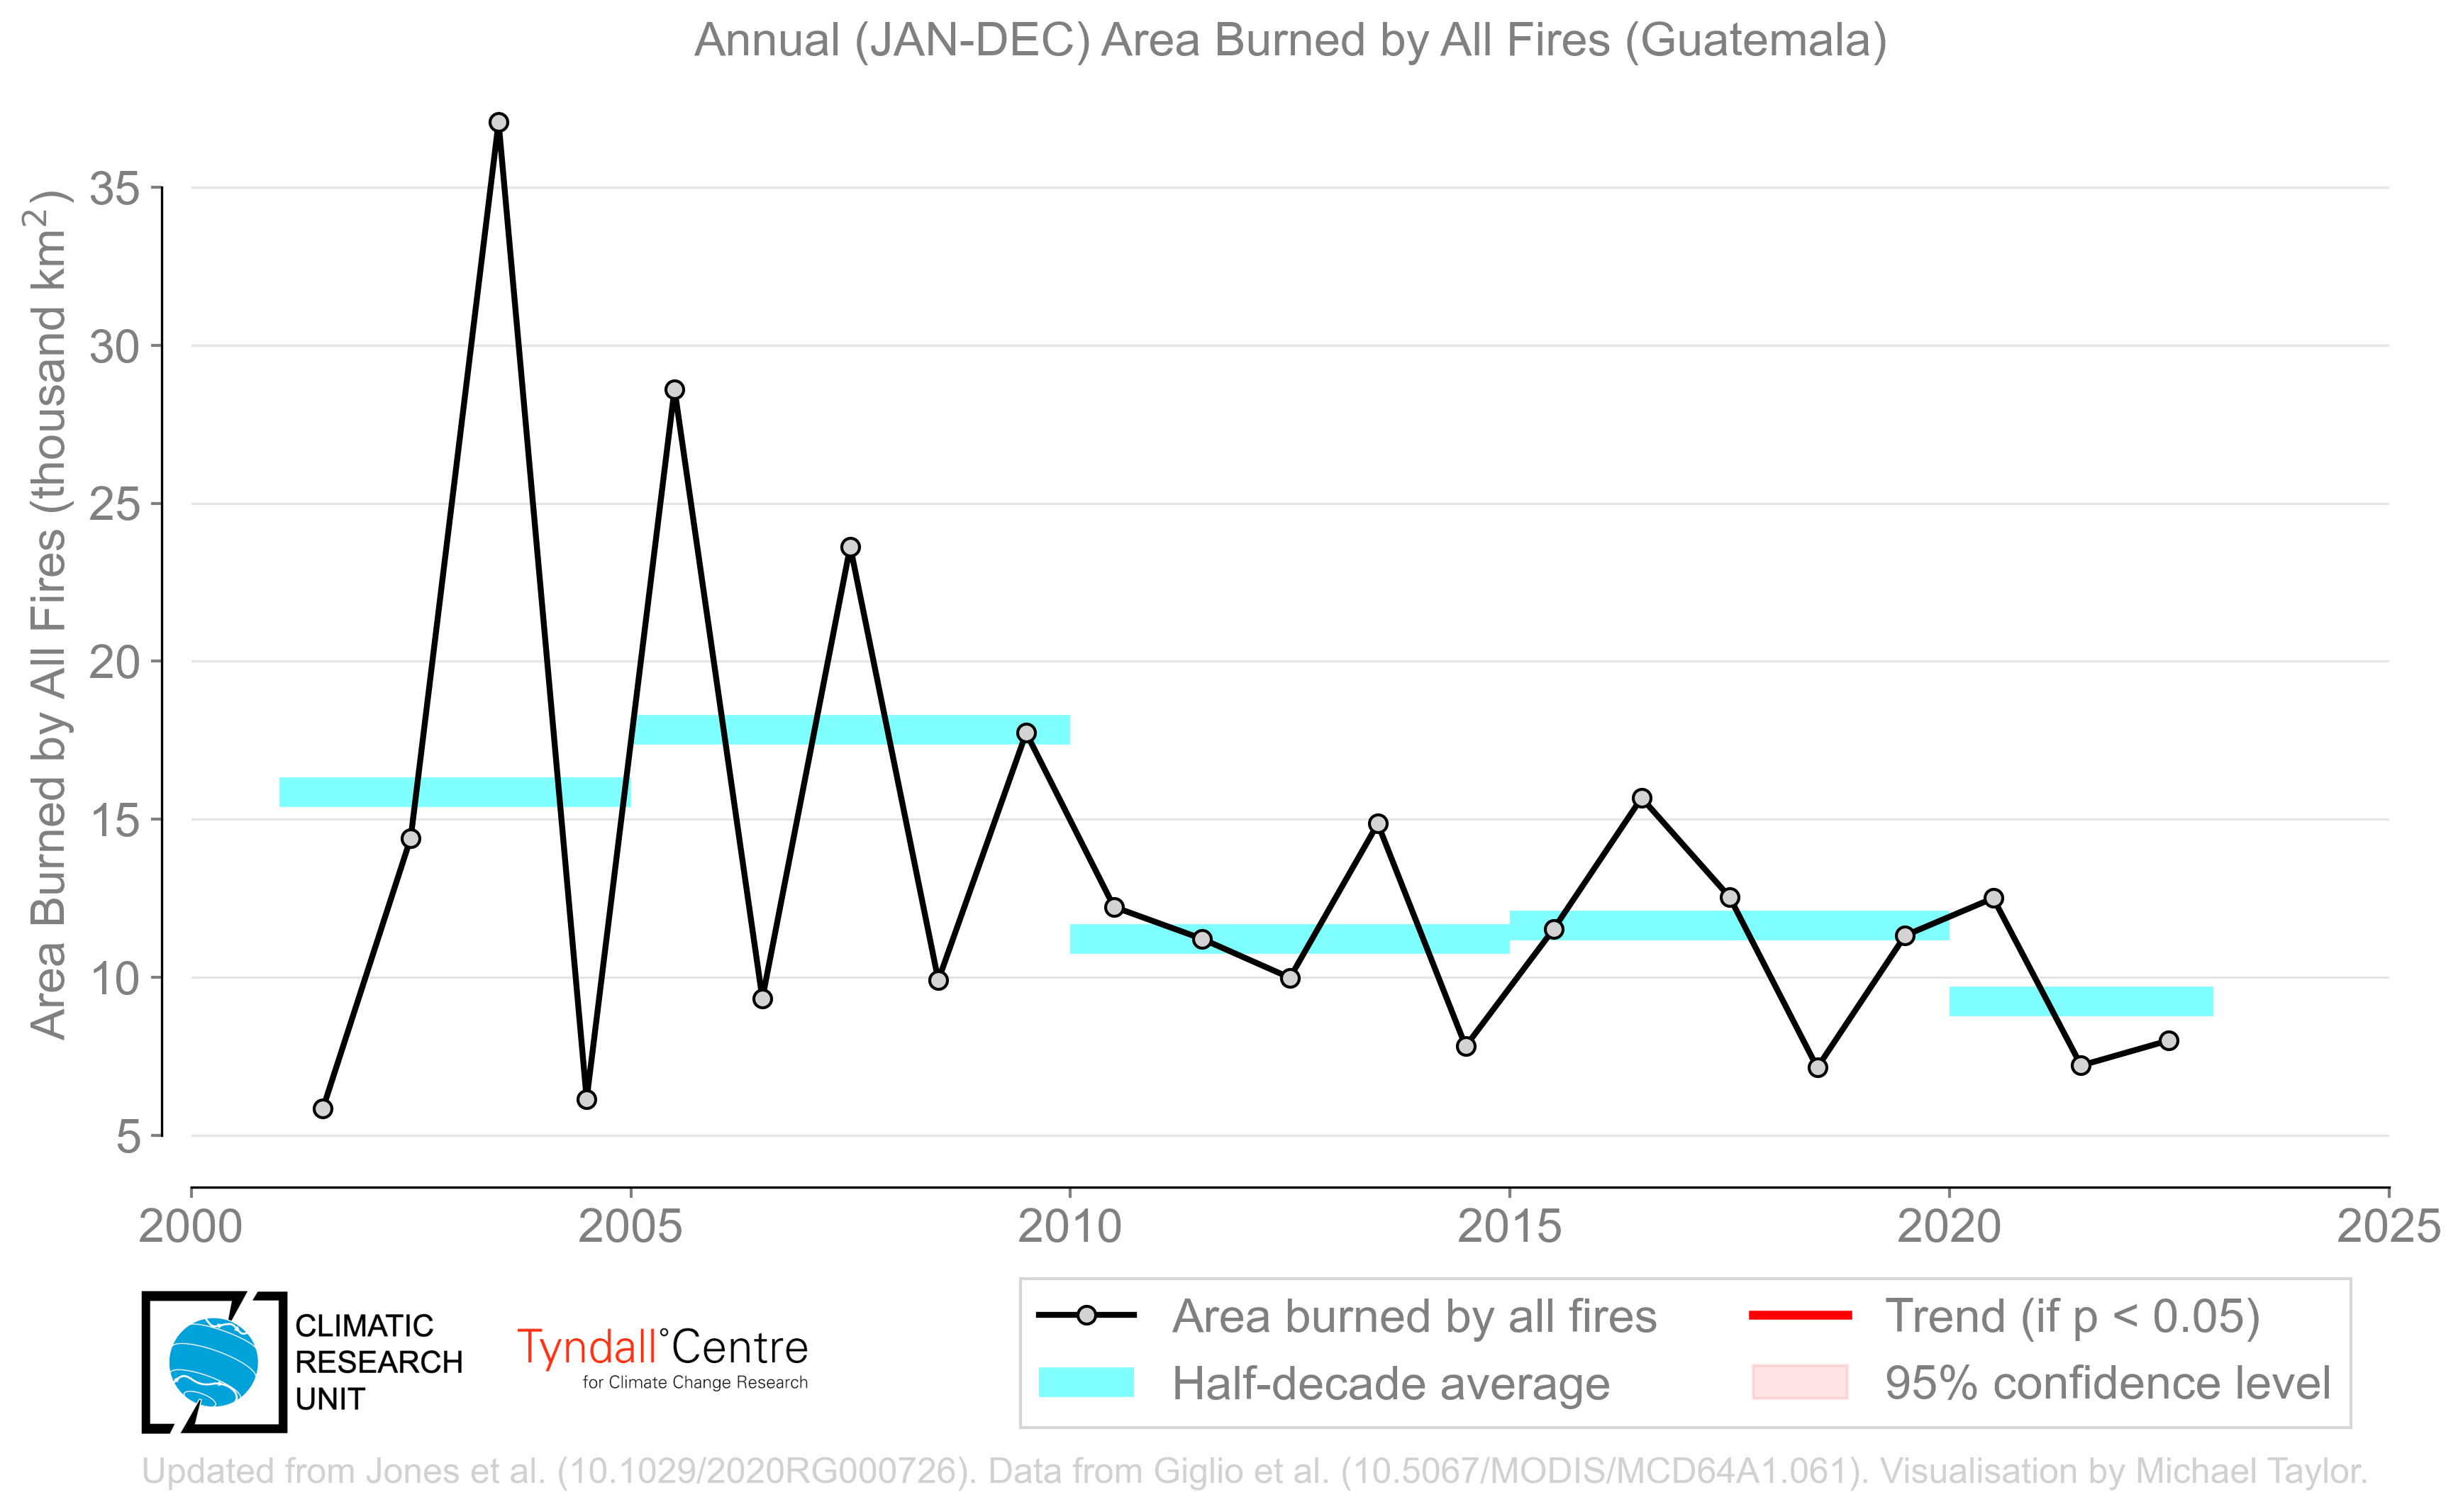 Annual (JAN-DEC) Area Burned by All Fires (Guatemala)
Area Burned by All Fires (thousand km²)
35
30
25
20
15
10
5
2000 2005 2010 2015 2020 2025
CLIMATIC
RESEARCH
UNIT
Tyndall°Centre
for Climate Change Research
Area burned by all fires
Half-decade average
Trend (if p < 0.05)
95% confidence level
Updated from Jones et al. (10.1029/2020RG000726). Data from Giglio et al. (10.5067/MODIS/MCD64A1.061). Visualisation by Michael Taylor.